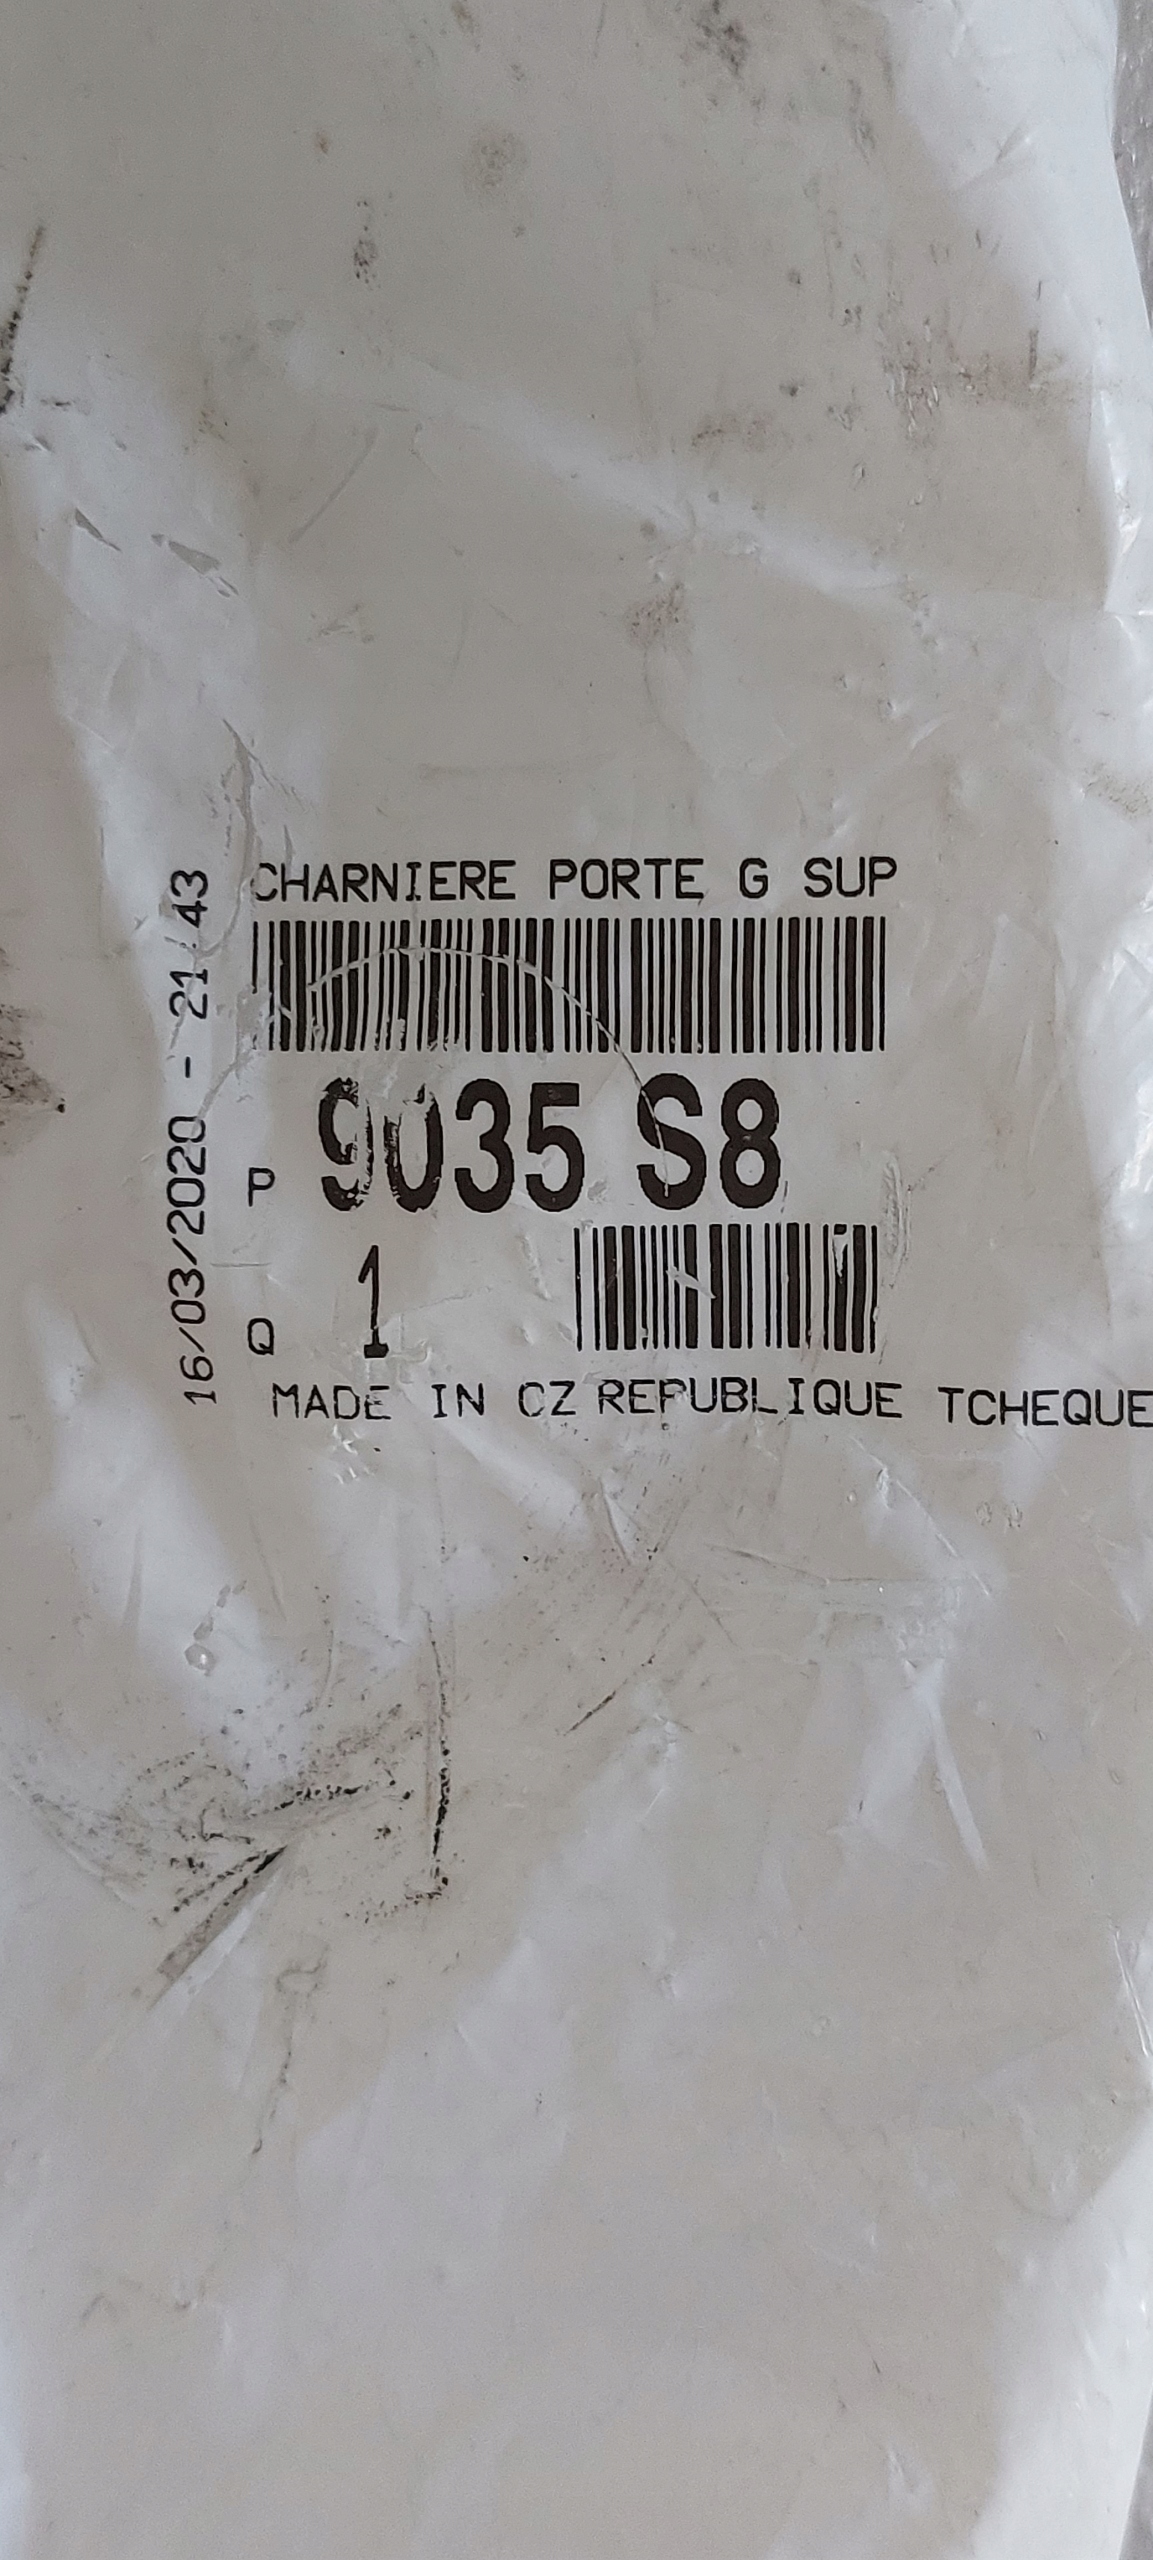 CHARNIERE PORTE G SUP
P 9035 S8
Q 1
MADE IN CZ REPUBLIQUE TCHEQUE
16/03/2020 - 21:43